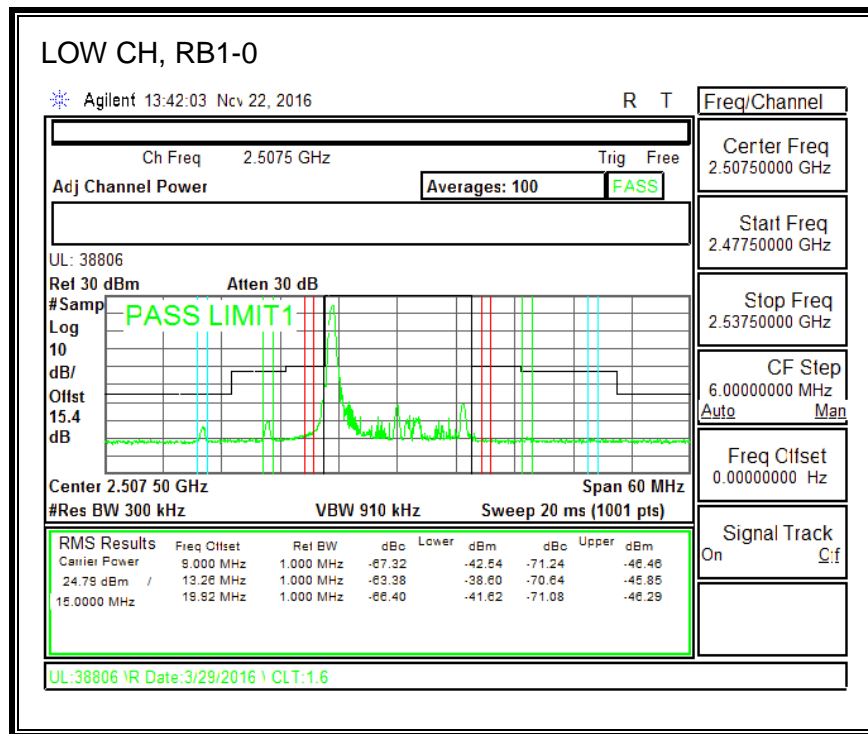 LOW CH, RB1-0
Agilent 13:42:03 Nov 22, 2016 R T
Freq/Channel
Ch Freq 2.5075 GHz Trig Free
Adj Channel Power Averages: 100 PASS
UL: 38806
Ref 30 dBm Atten 30 dB
#Samp
Log
10
dB/
Offst
15.4
dB
PASS LIMIT1
Center 2.507 50 GHz Span 60 MHz
#Res BW 300 kHz VBW 910 kHz Sweep 20 ms (1001 pts)
RMS Results Freq Offset Ref BW dBc Lower dBm dBc Upper dBm
Carrier Power 9.000 MHz 1.000 MHz -67.32 -42.54 -71.24 -46.46
24.79 dBm / 13.26 MHz 1.000 MHz -63.38 -38.60 -70.64 -45.85
15.0000 MHz 19.92 MHz 1.000 MHz -66.40 -41.62 -71.08 -46.29
UL:38806 \R Date:3/29/2016 \ CLT:1.6
Center Freq
2.50750000 GHz
Start Freq
2.47750000 GHz
Stop Freq
2.53750000 GHz
CF Step
6.00000000 MHz
Auto Man
Freq Offset
0.00000000 Hz
Signal Track
On Off